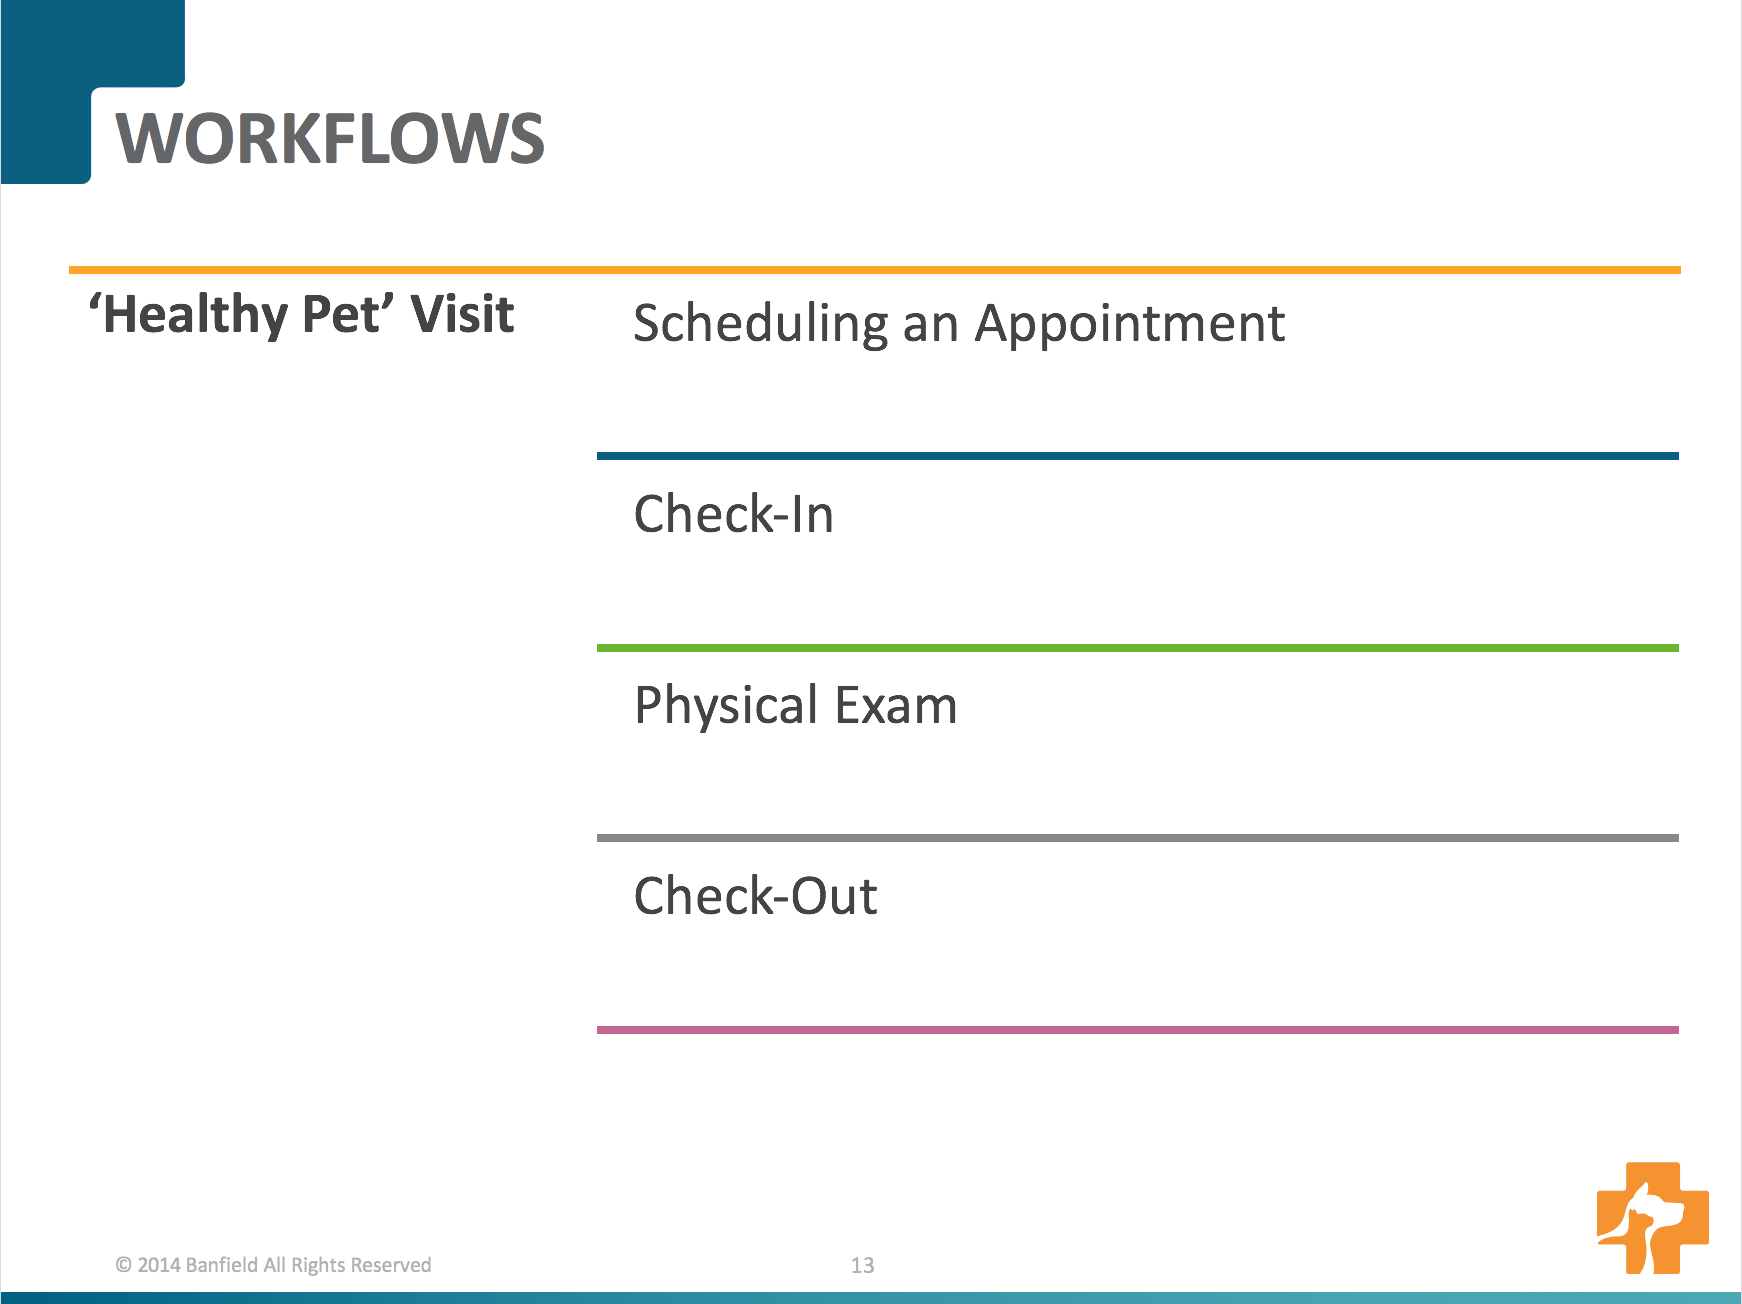 WORKFLOWS
‘Healthy Pet’ Visit
Scheduling an Appointment
Check-In
Physical Exam
Check-Out
© 2014 Banfield All Rights Reserved
13